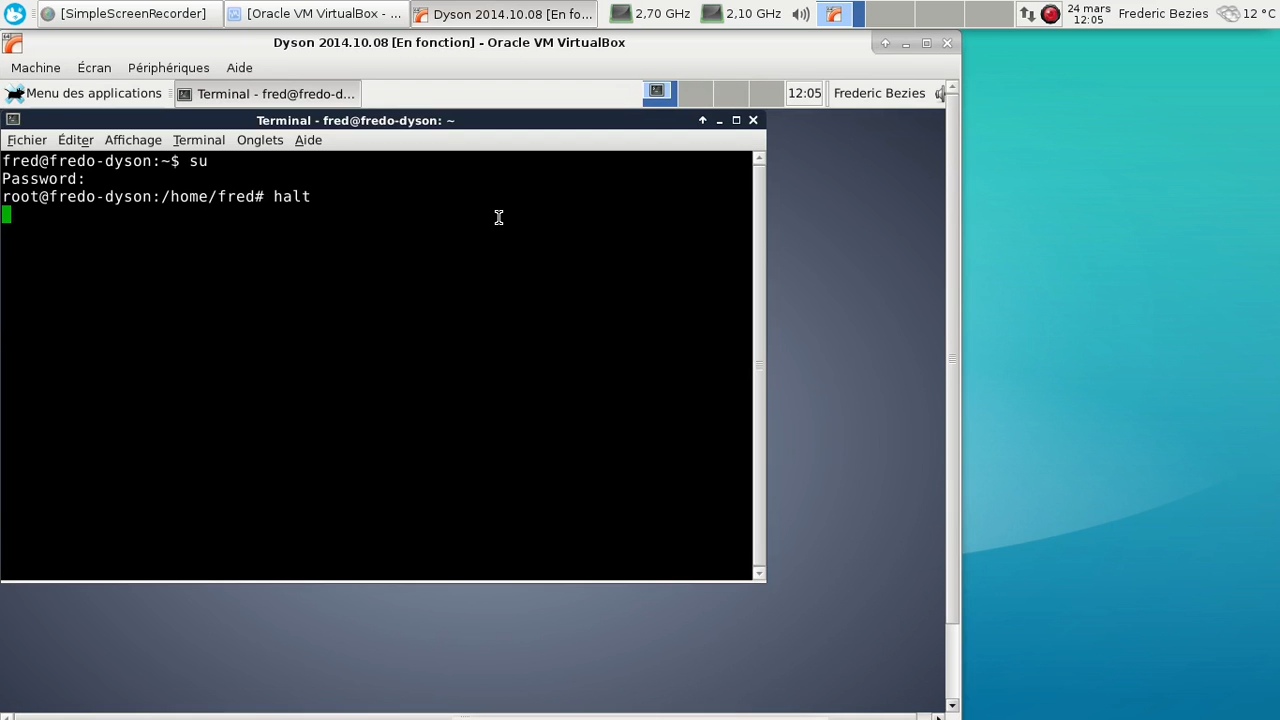 [SimpleScreenRecorder] [Oracle VM VirtualBox - ... Dyson 2014.10.08 [En fo... 2,70 GHz 2,10 GHz 24 mars 12:05 Frederic Bezies 12 °C
Dyson 2014.10.08 [En fonction] - Oracle VM VirtualBox
Machine Écran Périphériques Aide
Menu des applications Terminal - fred@fredo-d... 12:05 Frederic Bezies
Terminal - fred@fredo-dyson: ~
Fichier Éditer Affichage Terminal Onglets Aide
fred@fredo-dyson:~$ su
Password:
root@fredo-dyson:/home/fred# halt